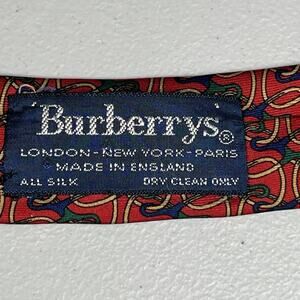 Burberrys®
LONDON-NEW YORK-PARIS
MADE IN ENGLAND
ALL SILK DRY CLEAN ONLY